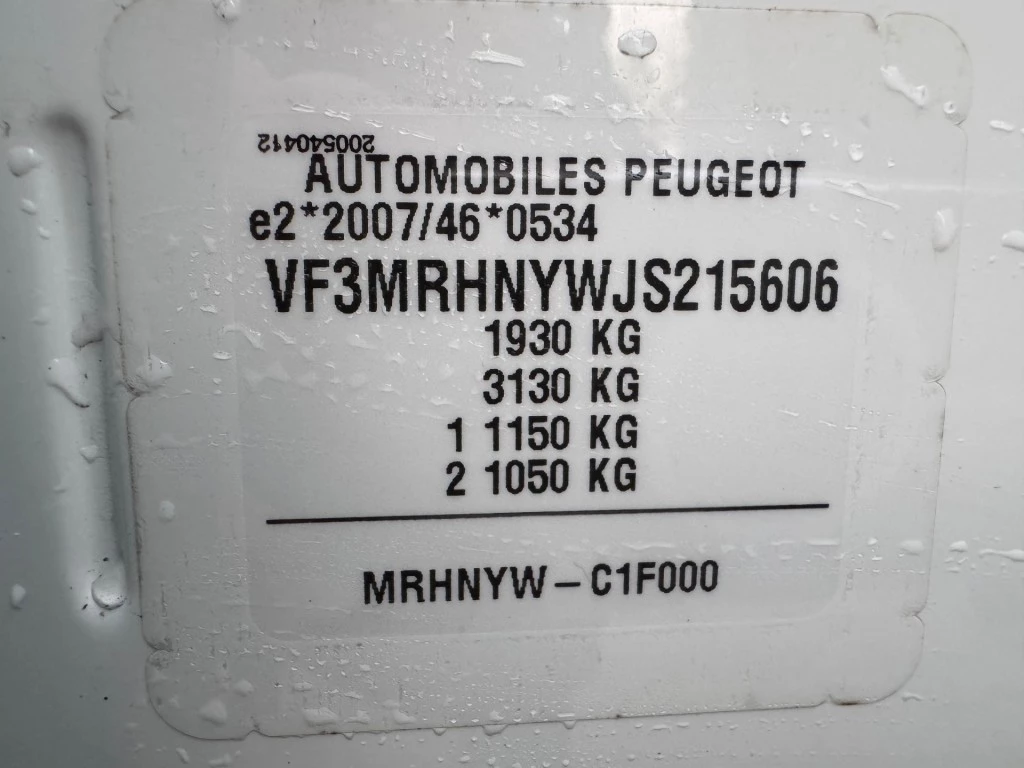 200540412
AUTOMOBILES PEUGEOT
e2*2007/46*0534
VF3MRHNYWJS215606
1930 KG
3130 KG
1 1150 KG
2 1050 KG
MRHNYW-C1F000